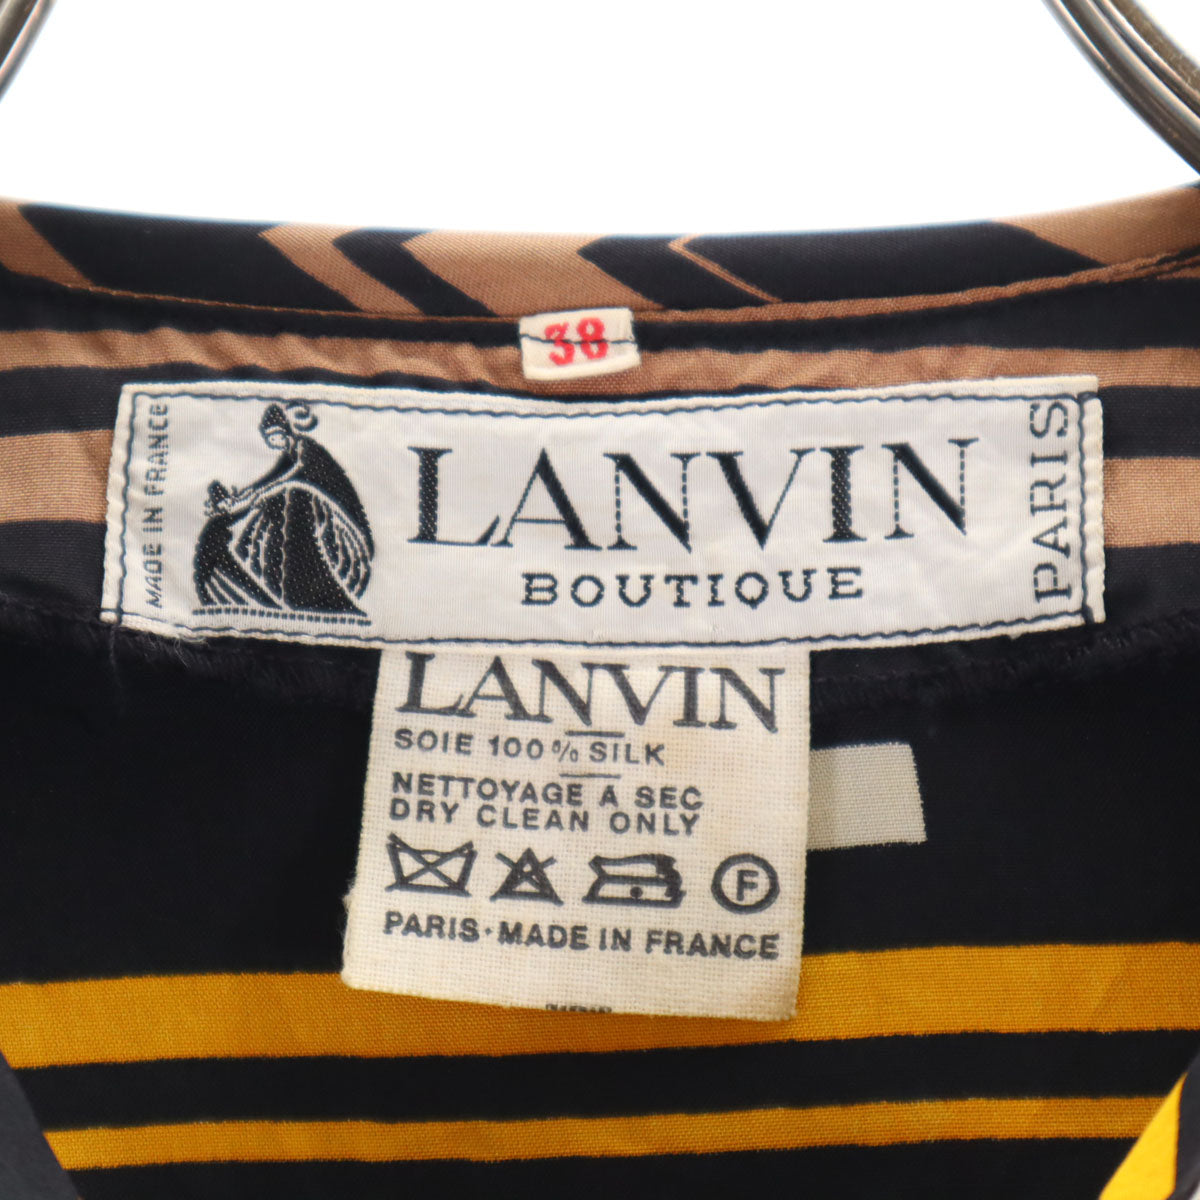 38
MADE IN FRANCE
LANVIN
BOUTIQUE
PARIS
LANVIN
SOIE 100% SILK
NETTOYAGE A SEC
DRY CLEAN ONLY
F
PARIS·MADE IN FRANCE